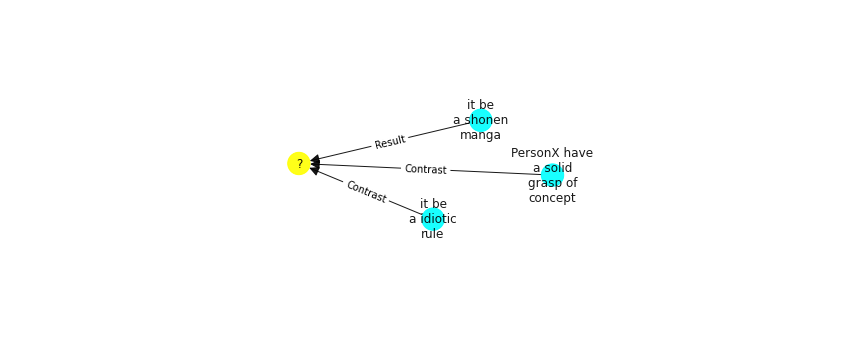 it be
a shonen
manga
Result
PersonX have
a solid
grasp of
concept
?
Contrast
Contrast
it be
a idiotic
rule